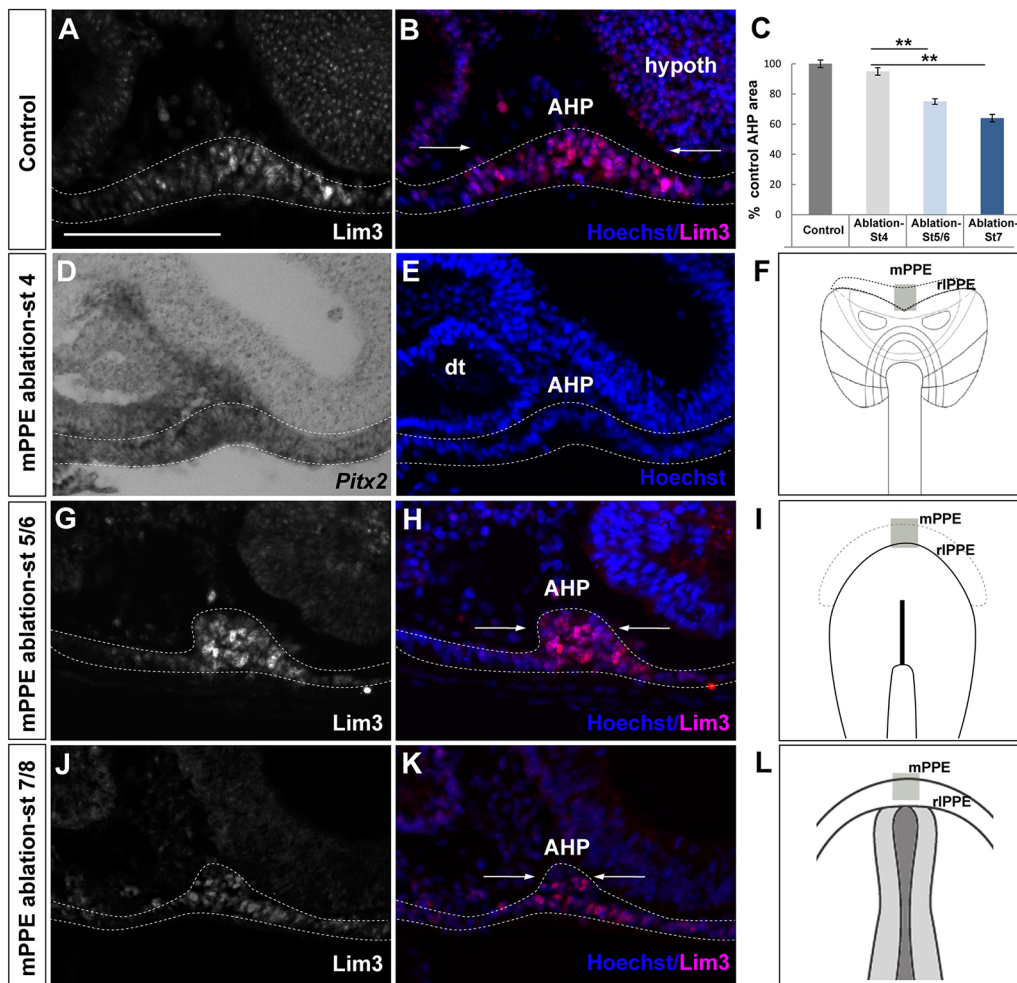 Control
A
Lim3
B
hypoth
AHP
Hoechst/Lim3
C
**
**
% control AHP area
100
80
60
40
20
0
Control
Ablation-
St4
Ablation-
St5/6
Ablation-
St7
mPPE ablation-st 4
D
Pitx2
E
dt
AHP
Hoechst
F
mPPE
rlPPE
mPPE ablation-st 5/6
G
Lim3
H
AHP
Hoechst/Lim3
I
mPPE
rlPPE
mPPE ablation-st 7/8
J
Lim3
K
AHP
Hoechst/Lim3
L
mPPE
rlPPE